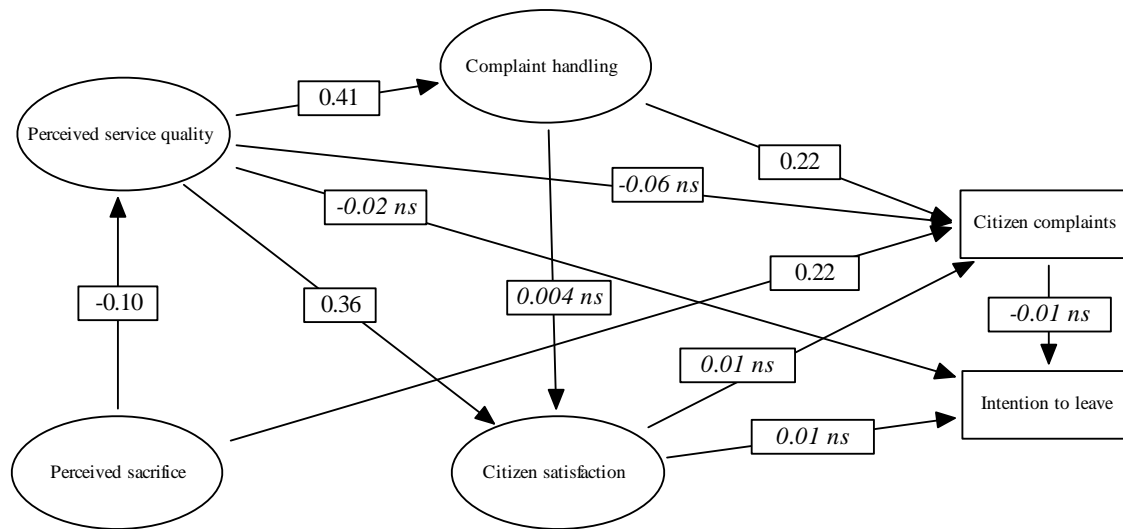 Complaint handling
0.41
Perceived service quality
0.22
-0.06 ns
-0.02 ns
Citizen complaints
0.22
-0.10
0.36
0.004 ns
-0.01 ns
0.01 ns
Intention to leave
0.01 ns
Perceived sacrifice
Citizen satisfaction